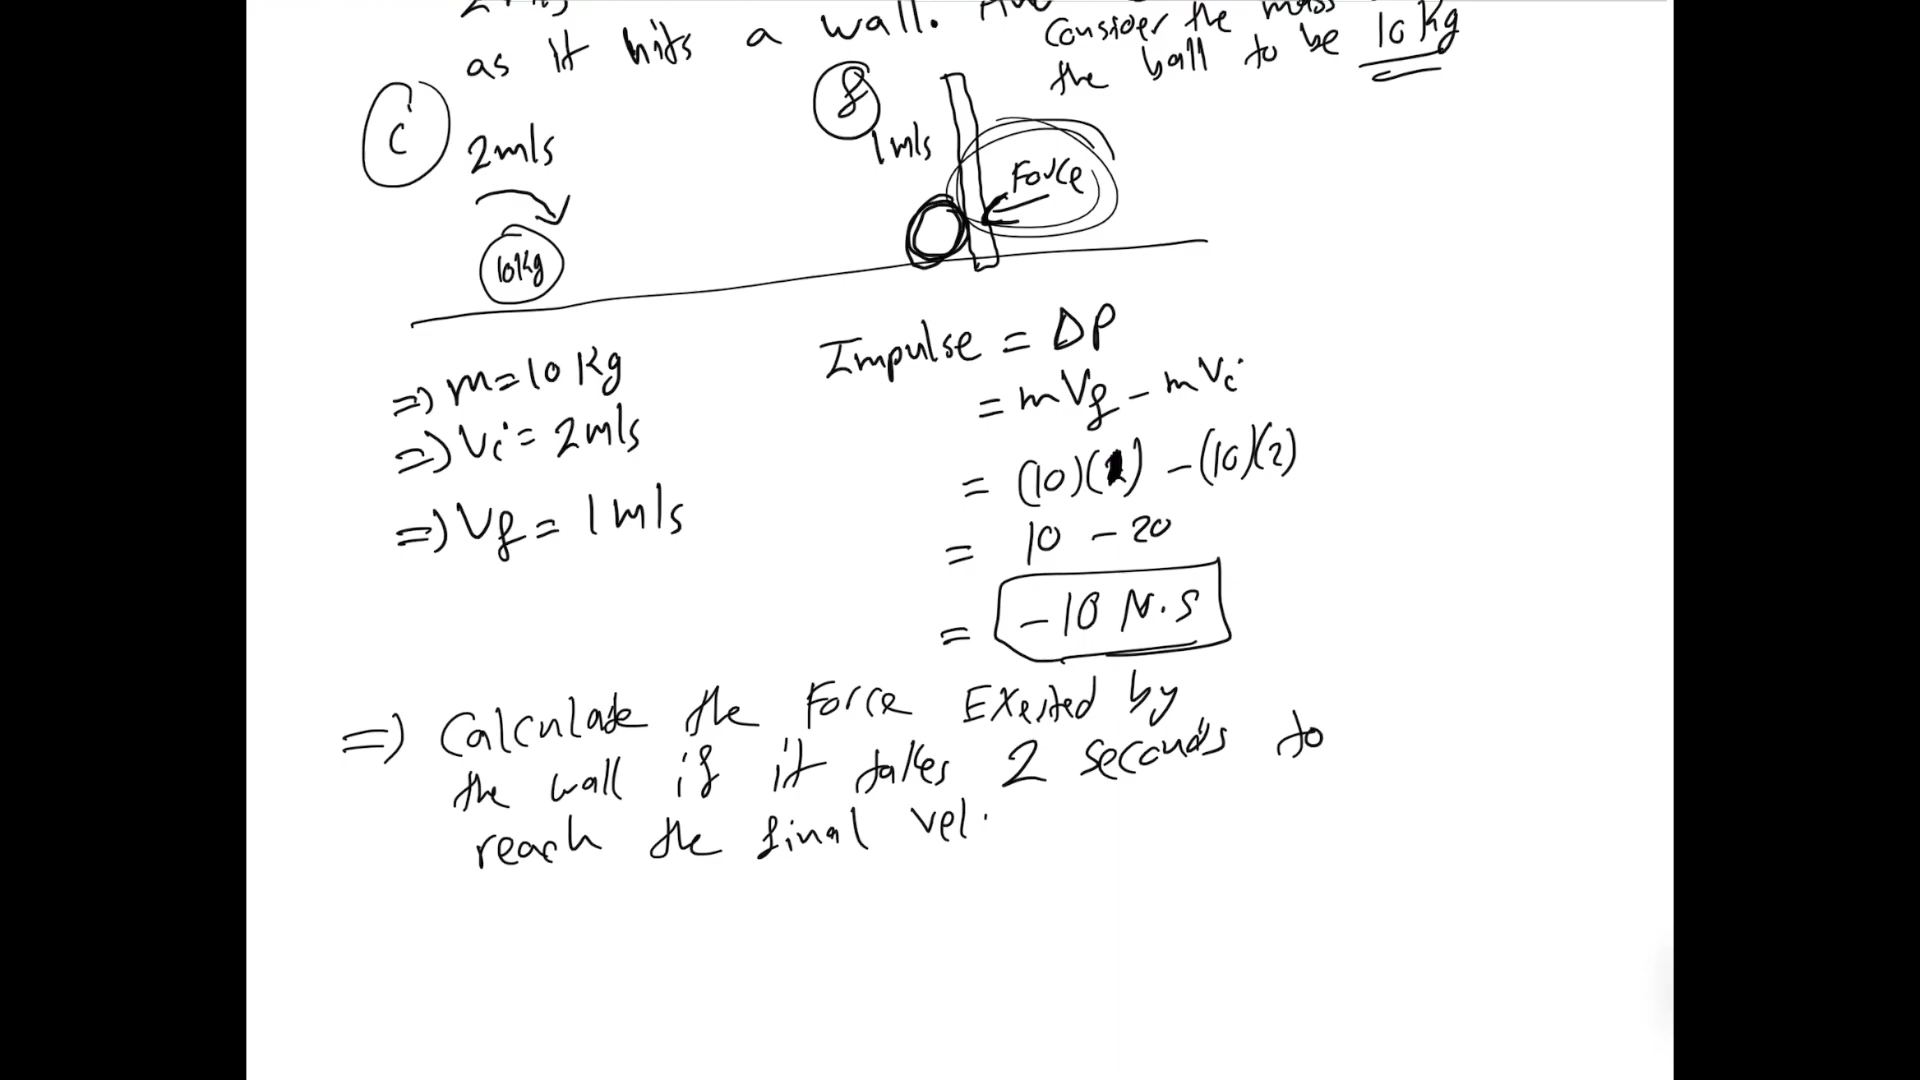 as it hits a wall.
Consider the mass
the ball to be 10 Kg
i
2m/s
f
1m/s
Force
10Kg
Impulse = ΔP
= mVf - mVi
= (10)(1) - (10)(2)
= 10 - 20
= -10 N.S
=> m=10 Kg
=> Vi = 2m/s
=> Vf = 1m/s
=> Calculate the Force Exerted by
the wall if it takes 2 seconds to
reach the final vel.